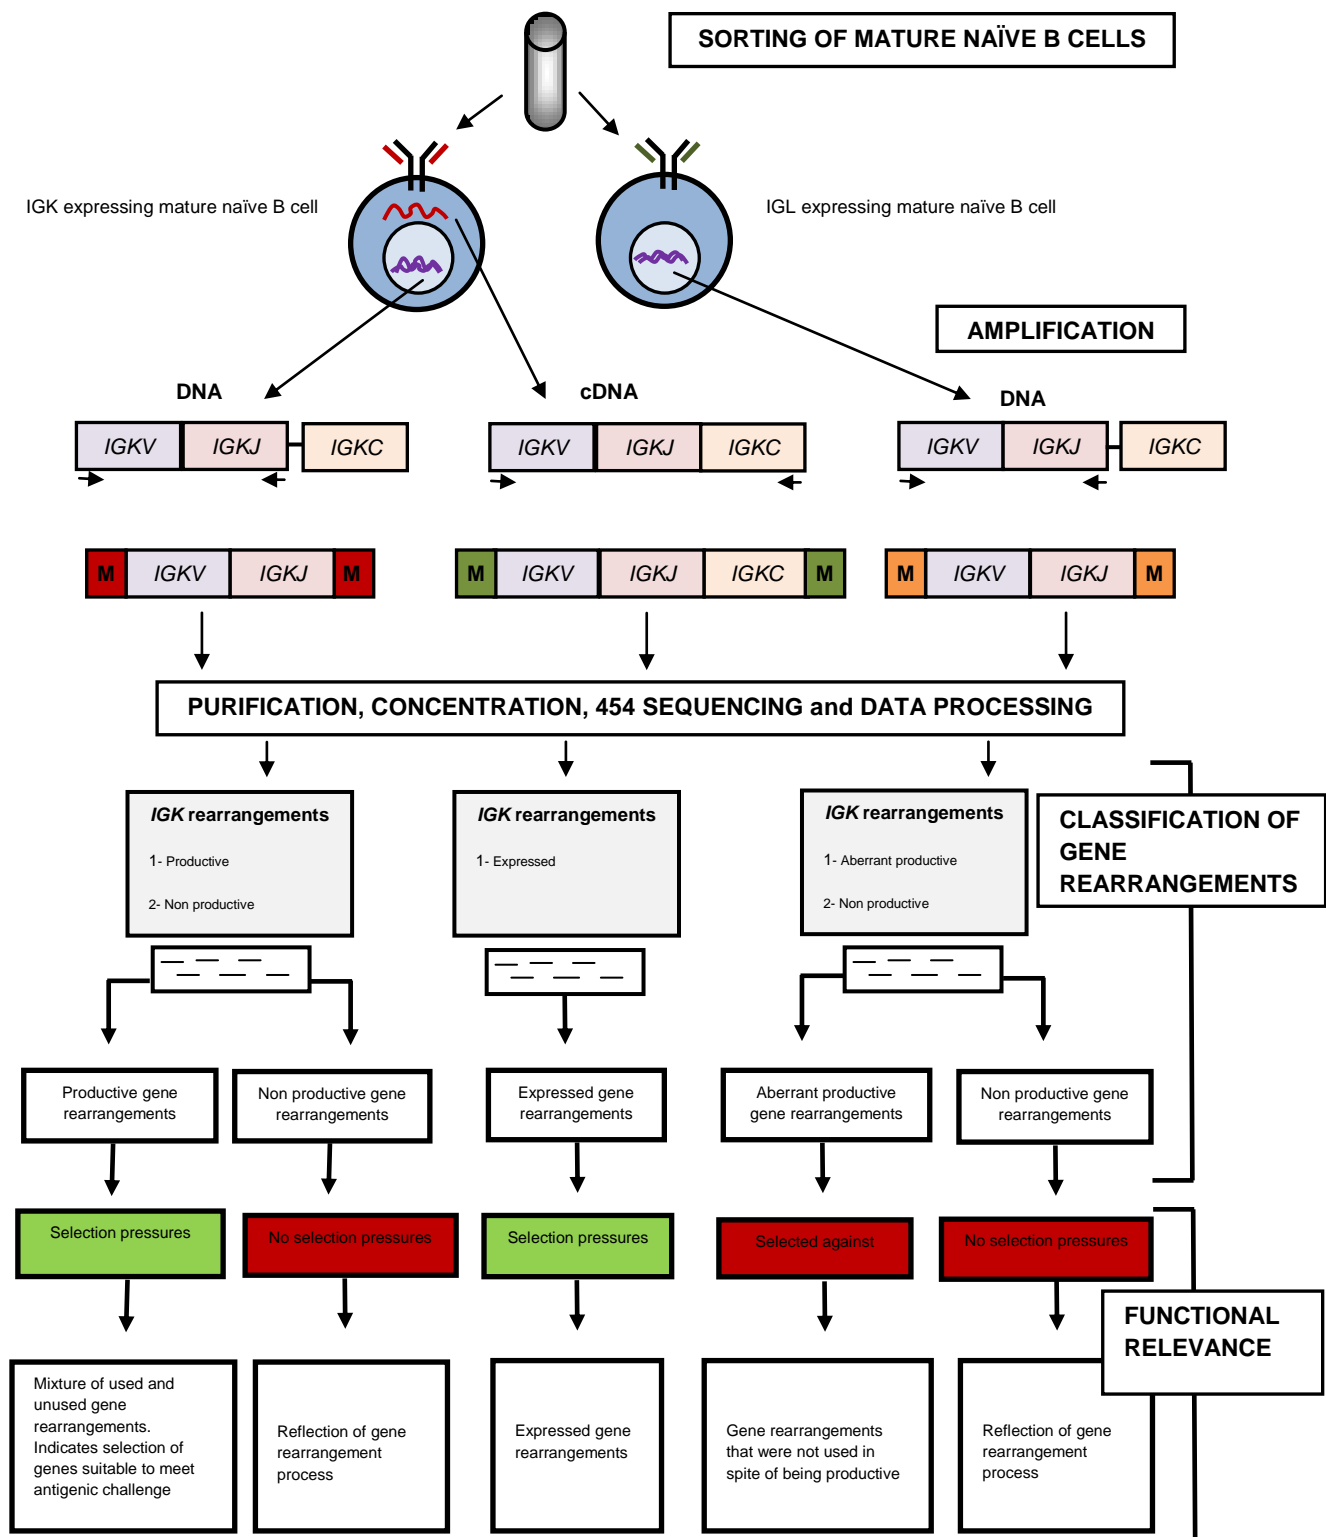 SORTING OF MATURE NAÏVE B CELLS
IGK expressing mature naïve B cell
IGL expressing mature naïve B cell
AMPLIFICATION
DNA
cDNA
DNA
IGKV IGKJ IGKC
IGKV IGKJ IGKC
IGKV IGKJ IGKC
M IGKV IGKJ M
M IGKV IGKJ IGKC M
M IGKV IGKJ M
PURIFICATION, CONCENTRATION, 454 SEQUENCING and DATA PROCESSING
IGK rearrangements
1- Productive
2- Non productive
IGK rearrangements
1- Expressed
IGK rearrangements
1- Aberrant productive
2- Non productive
CLASSIFICATION OF
GENE
REARRANGEMENTS
Productive gene
rearrangements
Non productive gene
rearrangements
Expressed gene
rearrangements
Aberrant productive
gene rearrangements
Non productive gene
rearrangements
Selection pressures
No selection pressures
Selection pressures
Selected against
No selection pressures
FUNCTIONAL
RELEVANCE
Mixture of used and
unused gene
rearrangements.
Indicates selection of
genes suitable to meet
antigenic challenge
Reflection of gene
rearrangement
process
Expressed gene
rearrangements
Gene rearrangements
that were not used in
spite of being productive
Reflection of gene
rearrangement
process